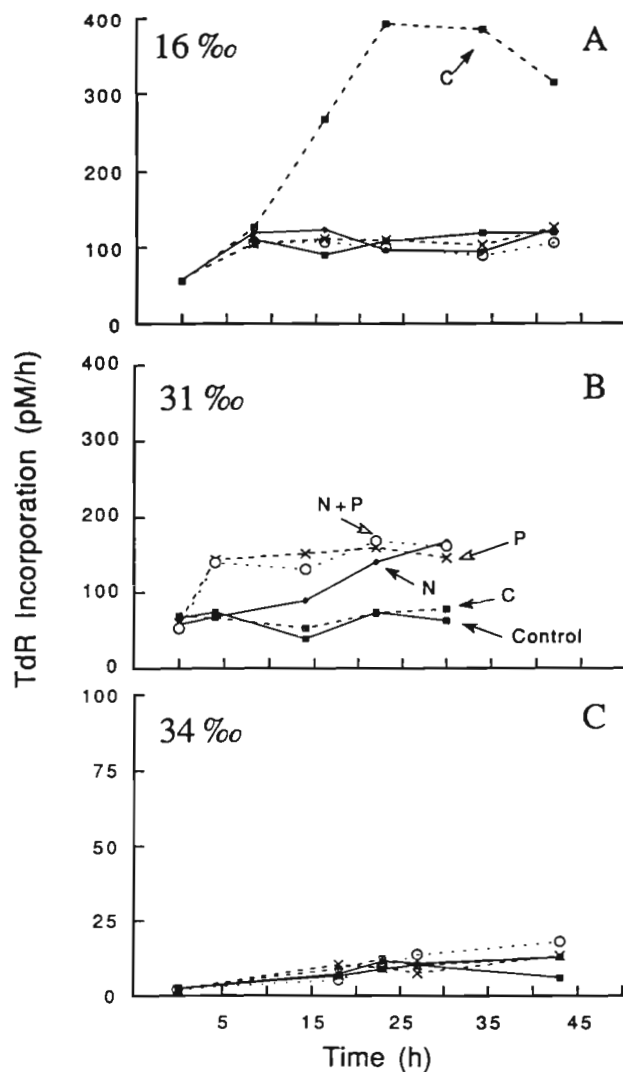 16 ‰
A
400
300
200
100
0
C
31 ‰
B
400
300
200
100
0
N + P
P
N
C
Control
34 ‰
C
100
75
50
25
0
5 15 25 35 45
Time (h)
TdR Incorporation (pM/h)